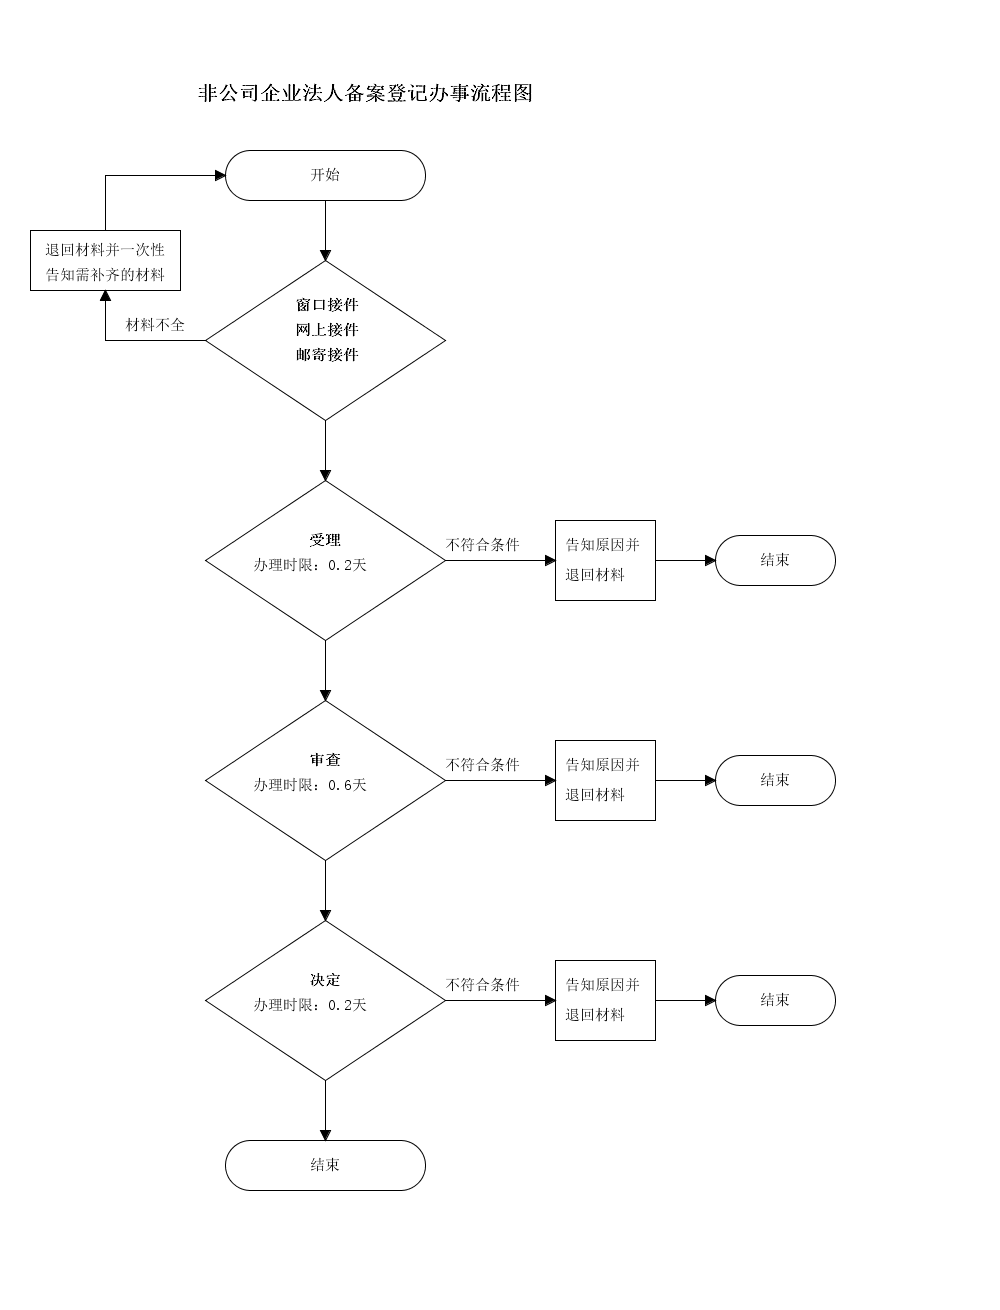 非公司企业法人备案登记办事流程图
开始
退回材料并一次性
告知需补齐的材料
材料不全
窗口接件
网上接件
邮寄接件
受理
办理时限：0.2天
不符合条件
告知原因并
退回材料
结束
审查
办理时限：0.6天
不符合条件
告知原因并
退回材料
结束
决定
办理时限：0.2天
不符合条件
告知原因并
退回材料
结束
结束